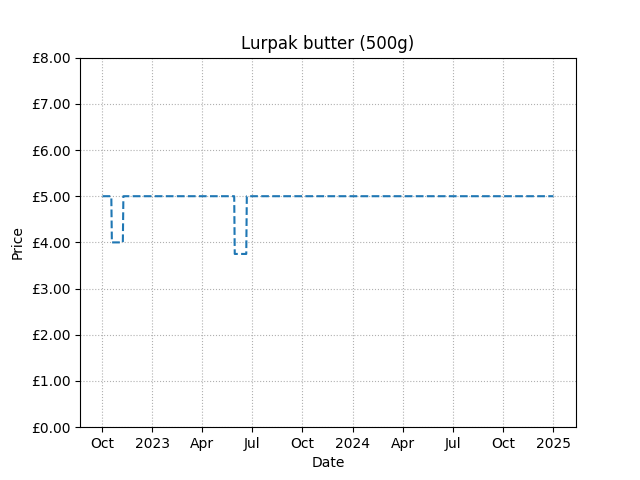 Lurpak butter (500g)
£8.00
£7.00
£6.00
£5.00
£4.00
£3.00
£2.00
£1.00
£0.00
Price
Oct 2023 Apr Jul Oct 2024 Apr Jul Oct 2025
Date